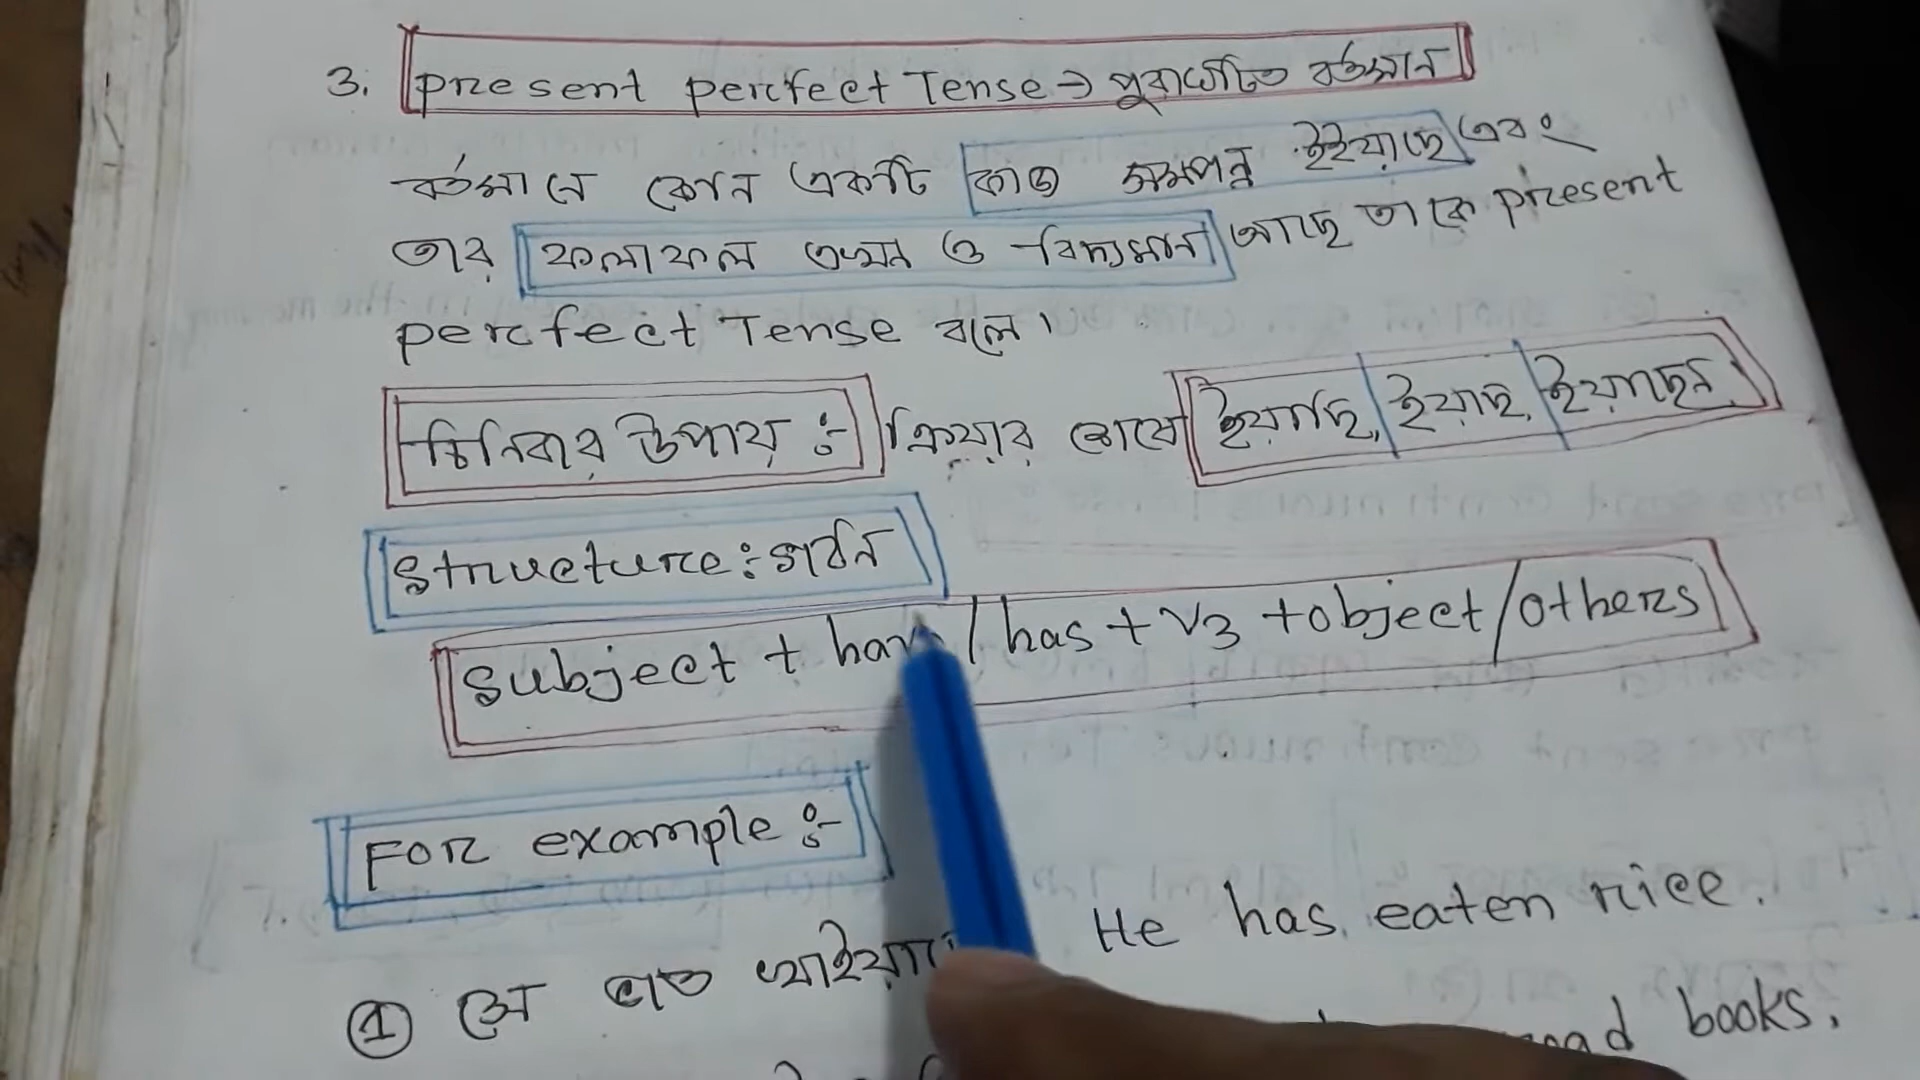 3. Present perfect Tense → পুরাঘটিত বর্তমান
বর্তমানে কোন একটি কাজ সম্পন্ন হইয়াছে এবং
তার ফলাফল এখন ও বিদ্যমান আছে তাকে present
perfect Tense বলে।
চিনিবার উপায় :- ক্রিয়ার শেষে ইয়াছি, ইয়াছ, ইয়াছেন
Structure: গঠন
Subject + have / has + V3 + object / others
For example :-
① সে ভাত He has eaten rice.
books.